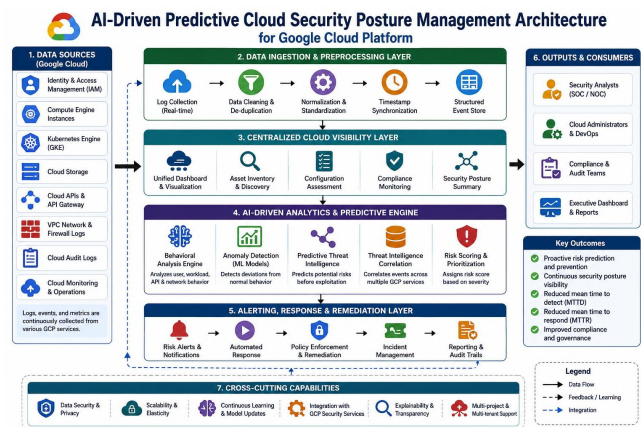 AI-Driven Predictive Cloud Security Posture Management Architecture
for Google Cloud Platform
1. DATA SOURCES
(Google Cloud)
Identity & Access
Management (IAM)
Compute Engine
Instances
Kubernetes Engine
(GKE)
Cloud Storage
Cloud APIs &
API Gateway
VPC Network &
Firewall Logs
Cloud Audit Logs
Cloud Monitoring
& Operations
Logs, events, and metrics are
continuously collected from
various GCP services.
2. DATA INGESTION & PREPROCESSING LAYER
Log Collection
(Real-time)
Data Cleaning &
De-duplication
Normalization &
Standardization
Timestamp
Synchronization
Structured
Event Store
3. CENTRALIZED CLOUD VISIBILITY LAYER
Unified Dashboard
& Visualization
Asset Inventory
& Discovery
Configuration
Assessment
Compliance
Monitoring
Security Posture
Summary
4. AI-DRIVEN ANALYTICS & PREDICTIVE ENGINE
Behavioral
Analysis Engine
Analyzes user, workload,
API & network behavior
Anomaly Detection
(ML Models)
Detects deviations from
normal behavior
Predictive Threat
Intelligence
Predicts potential risks
before exploitation
Threat Intelligence
Correlation
Correlates events across
multiple GCP services
Risk Scoring &
Prioritization
Assigns risk score
based on severity
5. ALERTING, RESPONSE & REMEDIATION LAYER
Risk Alerts &
Notifications
Automated
Response
Policy Enforcement
& Remediation
Incident
Management
Reporting &
Audit Trails
6. OUTPUTS & CONSUMERS
Security Analysts
(SOC / NOC)
Cloud Administrators
& DevOps
Compliance &
Audit Teams
Executive Dashboard
& Reports
Key Outcomes
Proactive risk prediction
and prevention
Continuous security posture
visibility
Reduced mean time to
detect (MTTD)
Reduced mean time to
respond (MTTR)
Improved compliance
and governance
Legend
Data Flow
Feedback / Learning
Integration
7. CROSS-CUTTING CAPABILITIES
Data Security &
Privacy
Scalability &
Elasticity
Continuous Learning
& Model Updates
Integration with
GCP Security Services
Explainability &
Transparency
Multi-project &
Multi-tenant Support